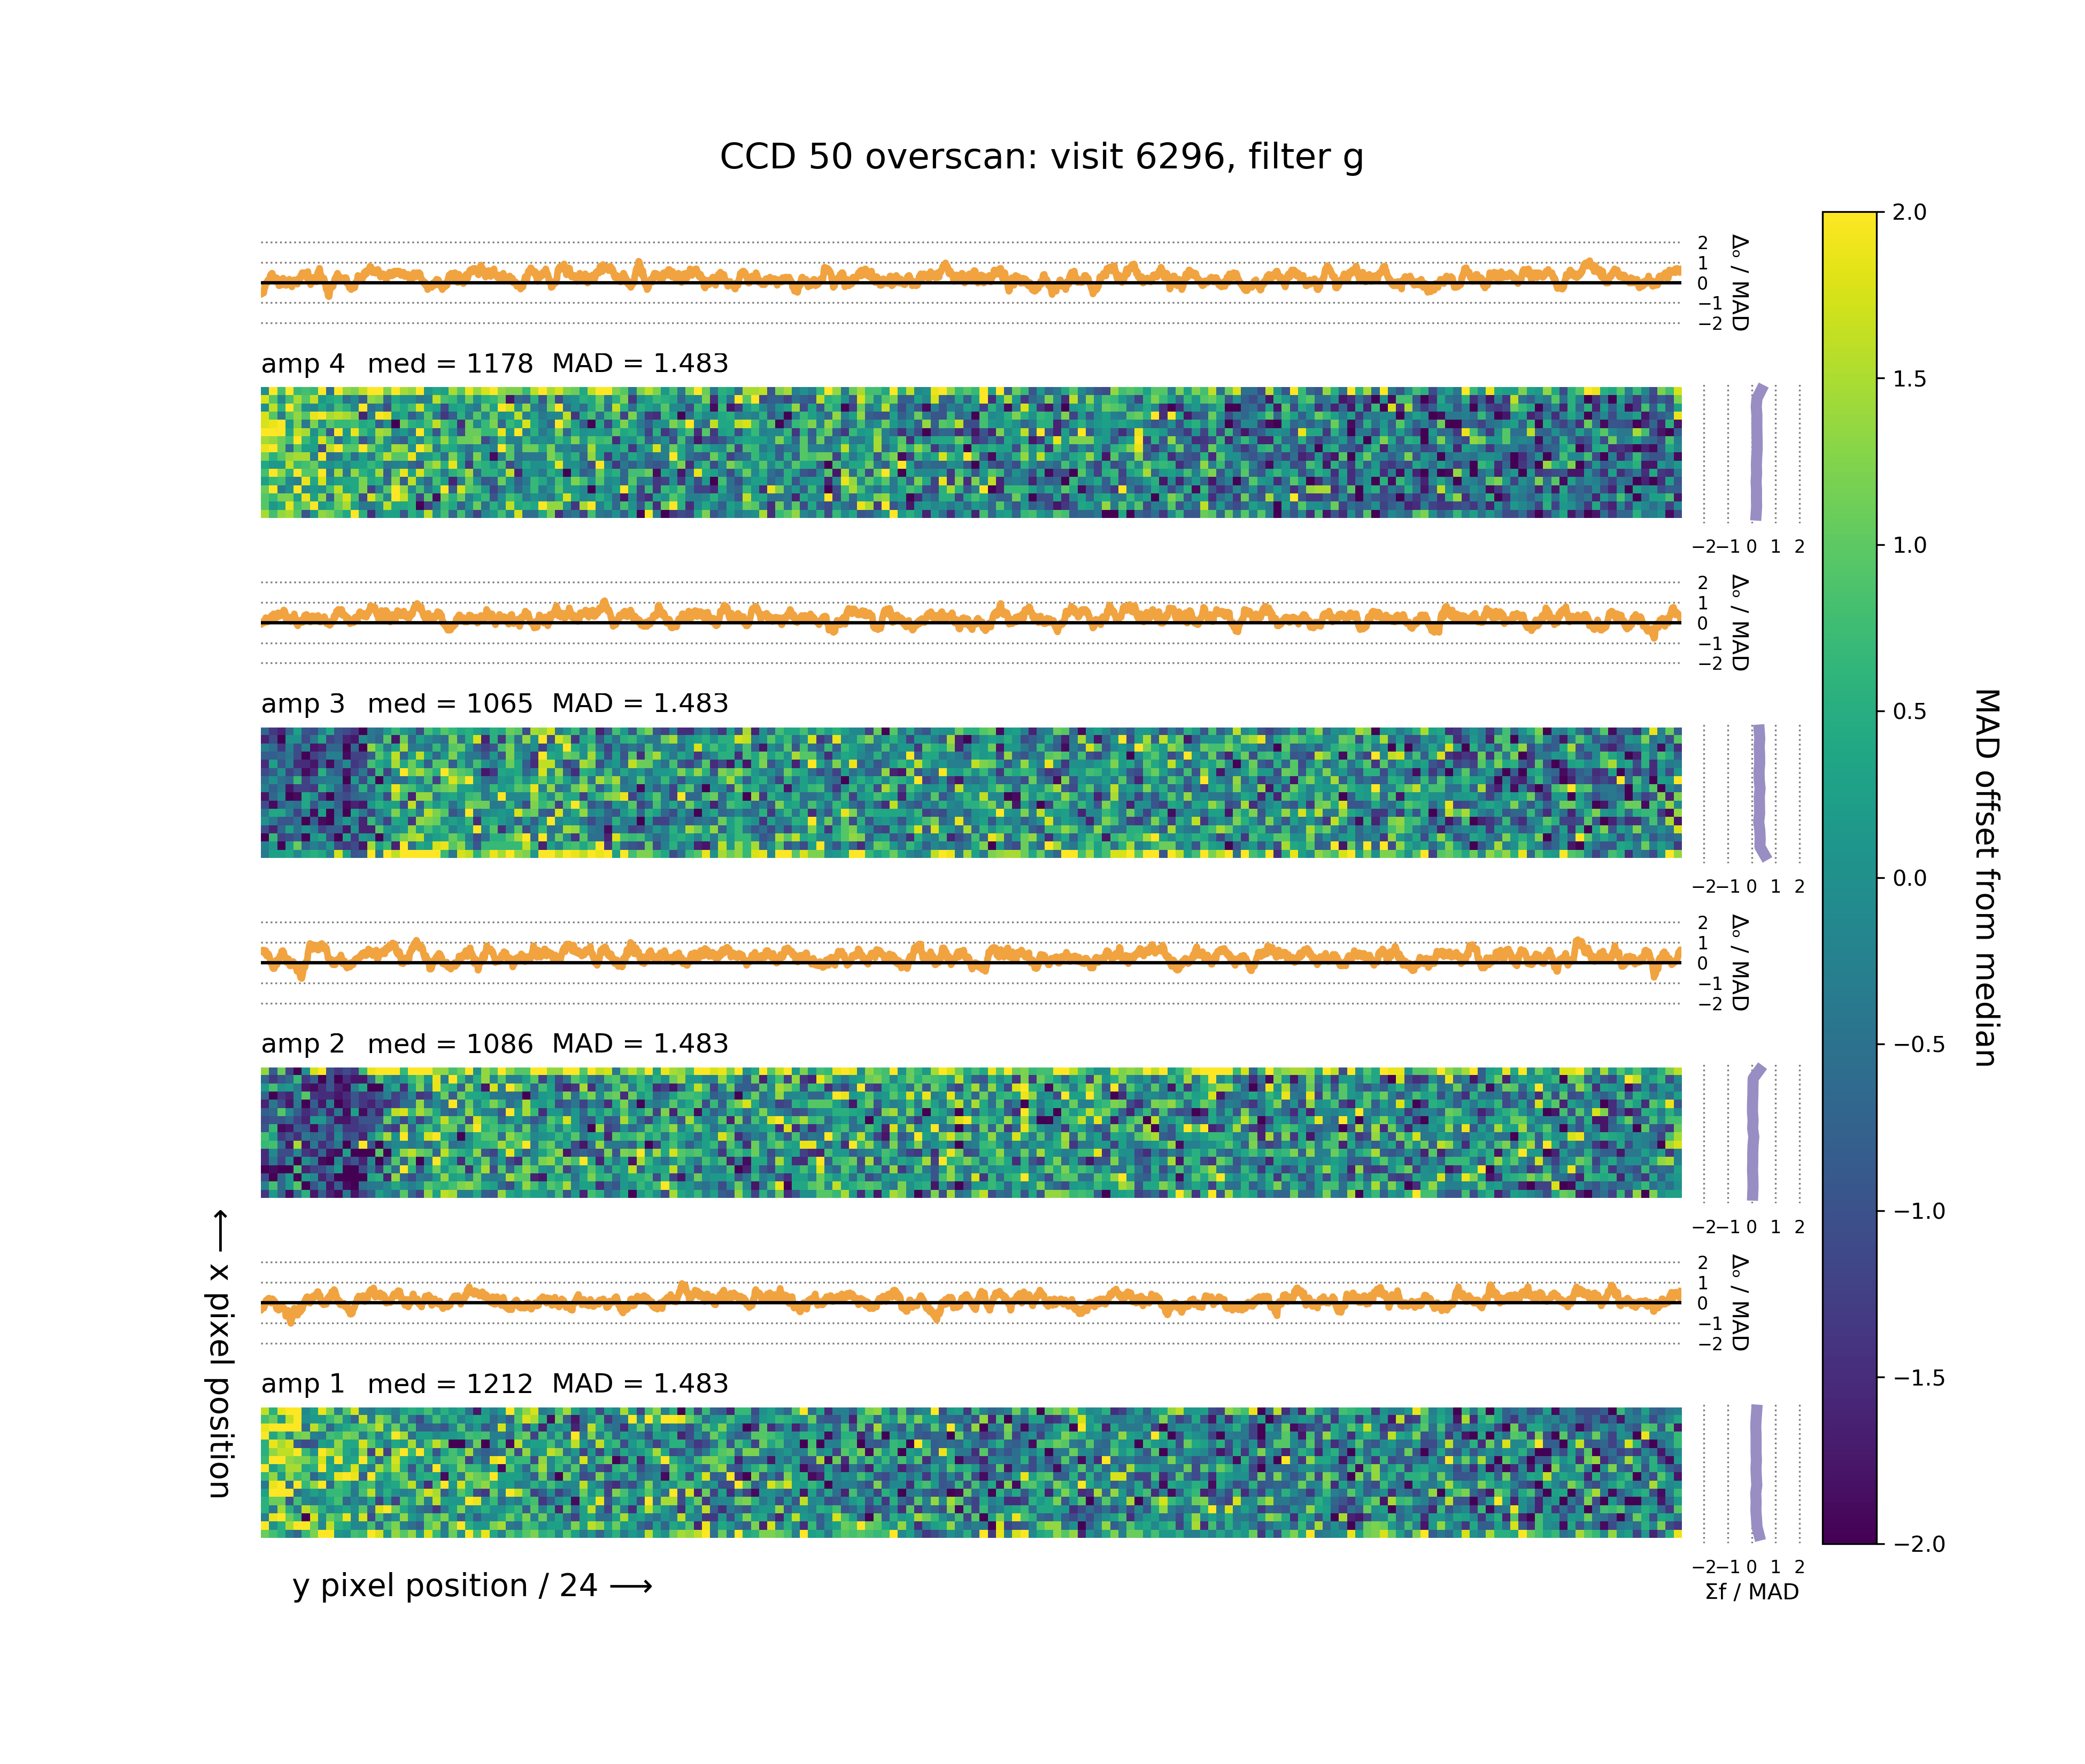 CCD 50 overscan: visit 6296, filter g
2
1
0
−1
−2
Δₒ / MAD
amp 4 med = 1178 MAD = 1.483
−2 −1 0 1 2
2
1
0
−1
−2
Δₒ / MAD
amp 3 med = 1065 MAD = 1.483
−2 −1 0 1 2
2
1
0
−1
−2
Δₒ / MAD
amp 2 med = 1086 MAD = 1.483
−2 −1 0 1 2
2
1
0
−1
−2
Δₒ / MAD
amp 1 med = 1212 MAD = 1.483
−2 −1 0 1 2
Σf / MAD
y pixel position / 24 ⟶
⟵ x pixel position
2.0
1.5
1.0
0.5
0.0
−0.5
−1.0
−1.5
−2.0
MAD offset from median